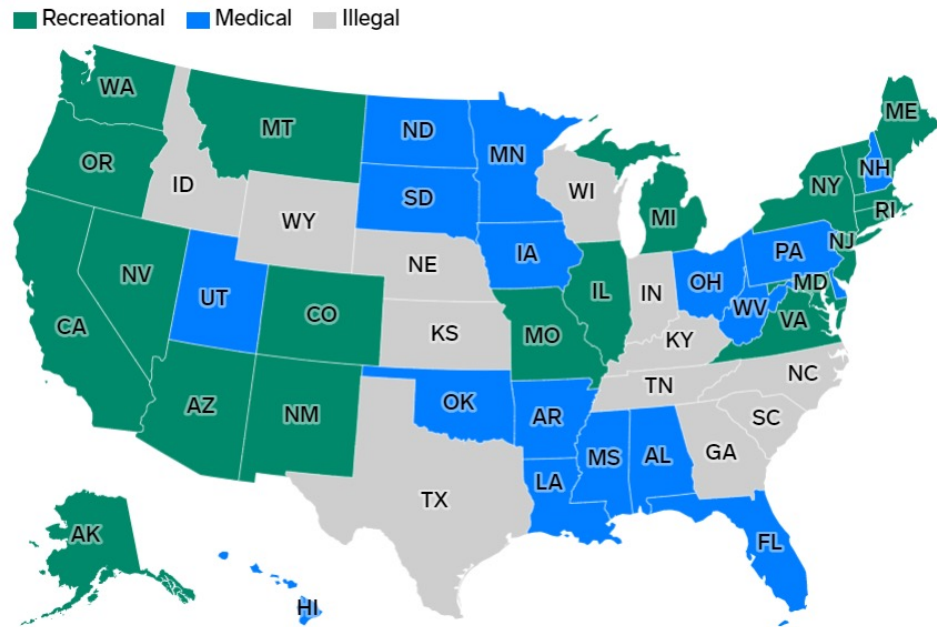 Recreational Medical Illegal
WA
ME
MT
ND
MN
OR
NH
ID
NY
WI
SD
RI
MI
WY
NJ
PA
IA
NE
OH
MD
NV
IL
IN
UT
WV
CO
VA
CA
KS
MO
KY
NC
TN
OK
AZ
NM
AR
SC
GA
MS
AL
LA
TX
AK
FL
HI